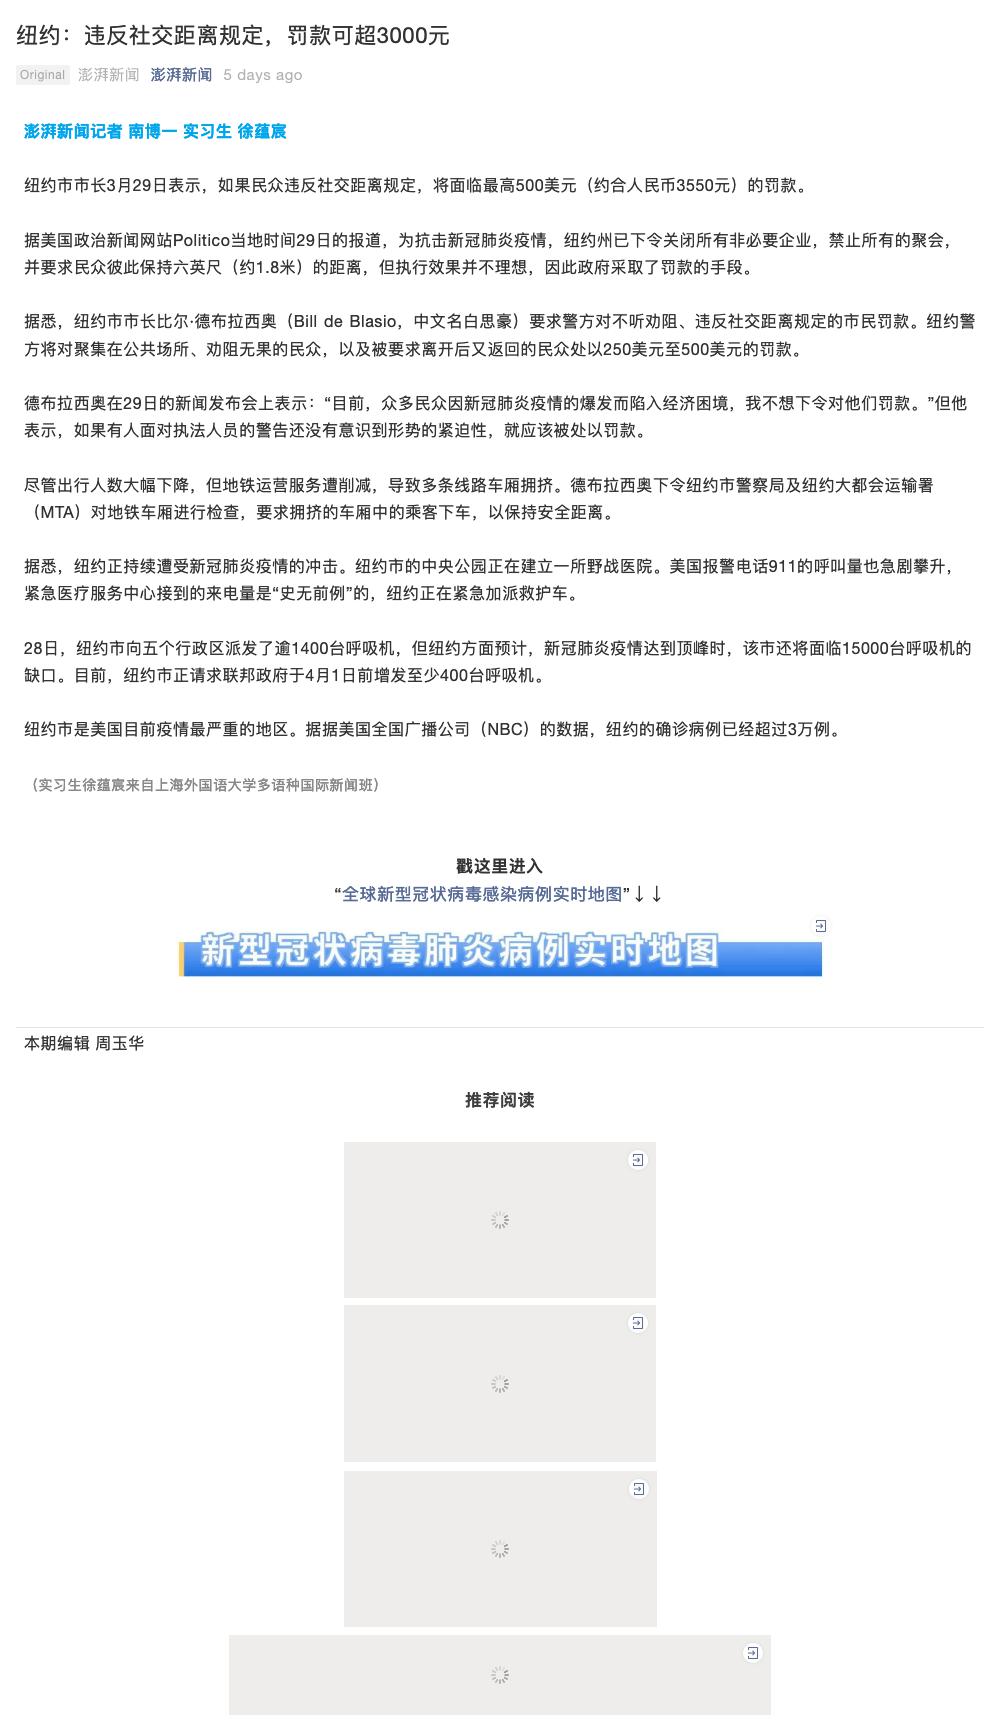 纽约：违反社交距离规定，罚款可超3000元
Original 澎湃新闻 澎湃新闻 5 days ago
澎湃新闻记者 南博一 实习生 徐蕴宸
纽约市市长3月29日表示，如果民众违反社交距离规定，将面临最高500美元（约合人民币3550元）的罚款。
据美国政治新闻网站Politico当地时间29日的报道，为抗击新冠肺炎疫情，纽约州已下令关闭所有非必要企业，禁止所有的聚会，
并要求民众彼此保持六英尺（约1.8米）的距离，但执行效果并不理想，因此政府采取了罚款的手段。
据悉，纽约市市长比尔·德布拉西奥（Bill de Blasio，中文名白思豪）要求警方对不听劝阻、违反社交距离规定的市民罚款。纽约警
方将对聚集在公共场所、劝阻无果的民众，以及被要求离开后又返回的民众处以250美元至500美元的罚款。
德布拉西奥在29日的新闻发布会上表示：“目前，众多民众因新冠肺炎疫情的爆发而陷入经济困境，我不想下令对他们罚款。”但他
表示，如果有人面对执法人员的警告还没有意识到形势的紧迫性，就应该被处以罚款。
尽管出行人数大幅下降，但地铁运营服务遭削减，导致多条线路车厢拥挤。德布拉西奥下令纽约市警察局及纽约大都会运输署
（MTA）对地铁车厢进行检查，要求拥挤的车厢中的乘客下车，以保持安全距离。
据悉，纽约正持续遭受新冠肺炎疫情的冲击。纽约市的中央公园正在建立一所野战医院。美国报警电话911的呼叫量也急剧攀升，
紧急医疗服务中心接到的来电量是“史无前例”的，纽约正在紧急加派救护车。
28日，纽约市向五个行政区派发了逾1400台呼吸机，但纽约方面预计，新冠肺炎疫情达到顶峰时，该市还将面临15000台呼吸机的
缺口。目前，纽约市正请求联邦政府于4月1日前增发至少400台呼吸机。
纽约市是美国目前疫情最严重的地区。据据美国全国广播公司（NBC）的数据，纽约的确诊病例已经超过3万例。
（实习生徐蕴宸来自上海外国语大学多语种国际新闻班）
戳这里进入
“全球新型冠状病毒感染病例实时地图”↓↓
新型冠状病毒肺炎病例实时地图
本期编辑 周玉华
推荐阅读